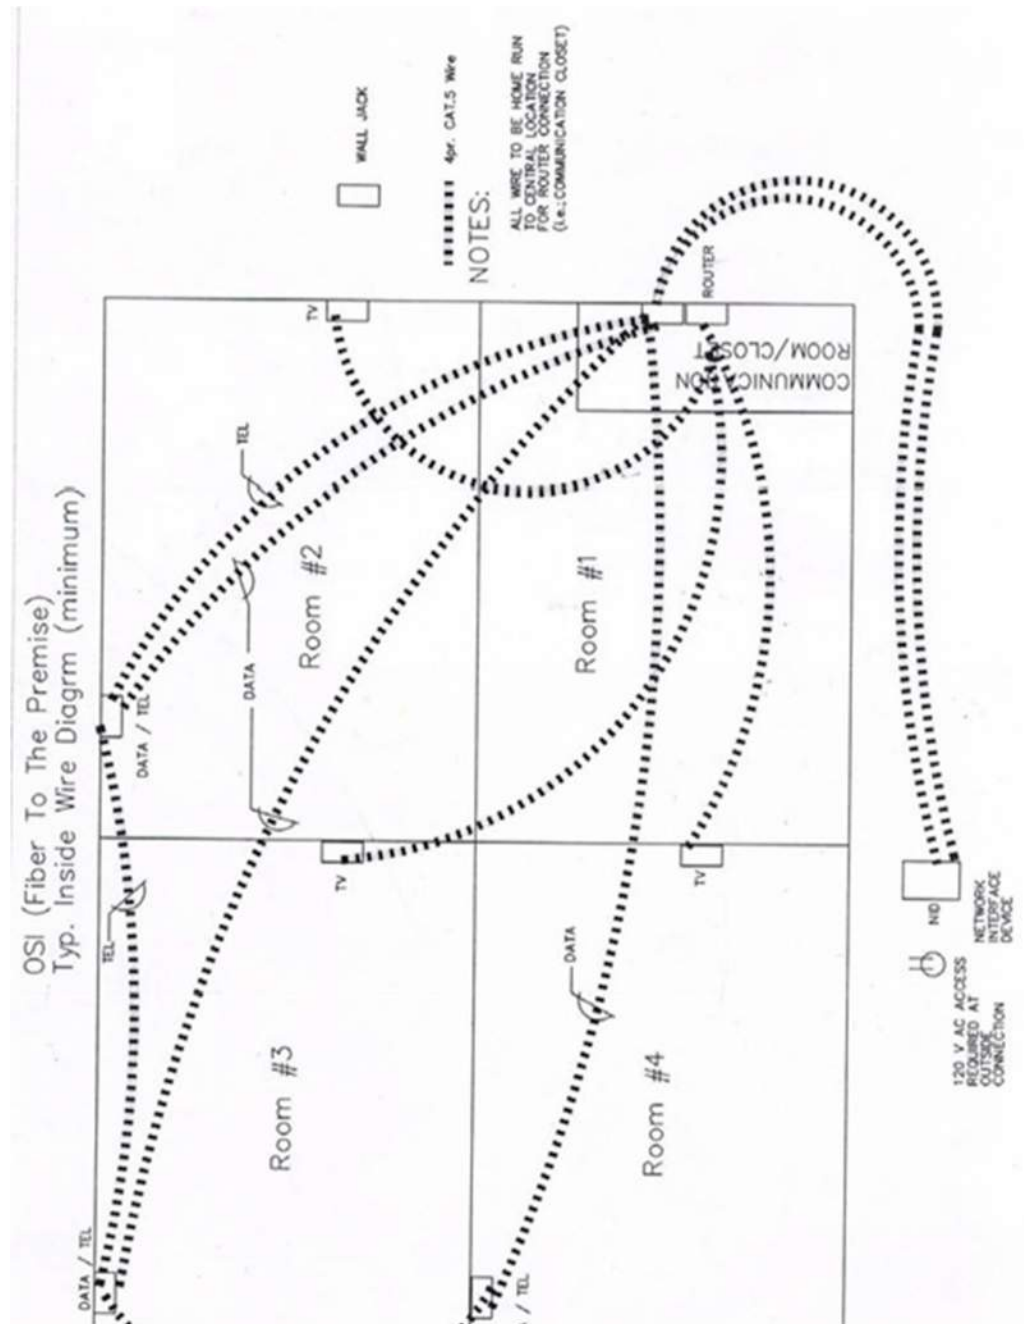 OSI (Fiber To The Premise)
Typ. Inside Wire Diagrm (minimum)
WALL JACK
4pr. CAT.5 Wire
NOTES:
ALL WIRE TO BE HOME RUN
TO CENTRAL LOCATION
FOR ROUTER CONNECTION
(i.e.;COMMUNICATION CLOSET)
DATA / TEL
TEL
DATA / TEL
DATA
TEL
TV
Room #3
TV
Room #2
/ TEL
DATA
Room #4
TV
Room #1
ROUTER
COMMUNICATION
ROOM/CLOSET
NID
NETWORK
INTERFACE
DEVICE
120 V AC ACCESS
REQUIRED AT
OUTSIDE
CONNECTION